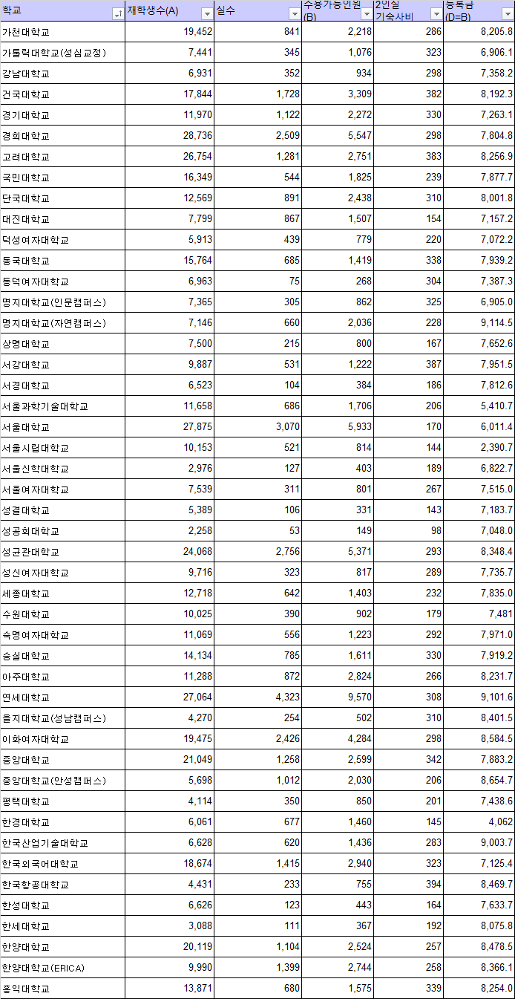 학교 재학생수(A) 실수 수용가능인원(B) 2인실 기숙사비 등록금(D=B)
가천대학교 19,452 841 2,218 286 8,205.8
가톨릭대학교(성심교정) 7,441 345 1,076 323 6,906.1
강남대학교 6,931 352 934 298 7,358.2
건국대학교 17,844 1,728 3,309 382 8,192.3
경기대학교 11,970 1,122 2,272 330 7,263.1
경희대학교 28,736 2,509 5,547 298 7,804.8
고려대학교 26,754 1,281 2,751 383 8,256.9
국민대학교 16,349 544 1,825 239 7,877.7
단국대학교 12,569 891 2,438 310 8,001.8
대진대학교 7,799 867 1,507 154 7,157.2
덕성여자대학교 5,913 439 779 220 7,072.2
동국대학교 15,764 685 1,419 338 7,939.2
동덕여자대학교 6,963 75 268 304 7,387.3
명지대학교(인문캠퍼스) 7,365 305 862 325 6,905.0
명지대학교(자연캠퍼스) 7,146 660 2,036 228 9,114.5
상명대학교 7,500 215 800 167 7,652.6
서강대학교 9,887 531 1,222 387 7,951.5
서경대학교 6,523 104 384 186 7,812.6
서울과학기술대학교 11,658 686 1,706 206 5,410.7
서울대학교 27,875 3,070 5,933 170 6,011.4
서울시립대학교 10,153 521 814 144 2,390.7
서울신학대학교 2,976 127 403 189 6,822.7
서울여자대학교 7,539 311 801 267 7,515.0
성결대학교 5,389 106 331 143 7,183.7
성공회대학교 2,258 53 149 98 7,048.0
성균관대학교 24,068 2,756 5,371 293 8,348.4
성신여자대학교 9,716 323 817 289 7,735.7
세종대학교 12,718 642 1,403 232 7,835.0
수원대학교 10,025 390 902 179 7,481
숙명여자대학교 11,069 556 1,223 292 7,971.0
숭실대학교 14,134 785 1,611 330 7,919.2
아주대학교 11,288 872 2,824 266 8,231.7
연세대학교 27,064 4,323 9,570 308 9,101.6
을지대학교(성남캠퍼스) 4,270 254 502 310 8,401.5
이화여자대학교 19,475 2,426 4,284 298 8,584.5
중앙대학교 21,049 1,258 2,599 342 7,883.2
중앙대학교(안성캠퍼스) 5,698 1,012 2,030 206 8,654.7
평택대학교 4,114 350 850 201 7,438.6
한경대학교 6,061 677 1,460 145 4,062
한국산업기술대학교 6,628 620 1,436 283 9,003.7
한국외국어대학교 18,674 1,415 2,940 323 7,125.4
한국항공대학교 4,431 233 755 394 8,469.7
한성대학교 6,626 123 443 164 7,633.7
한세대학교 3,088 111 367 192 8,075.8
한양대학교 20,119 1,104 2,524 257 8,478.5
한양대학교(ERICA) 9,990 1,399 2,744 258 8,366.1
홍익대학교 13,871 680 1,575 339 8,254.0